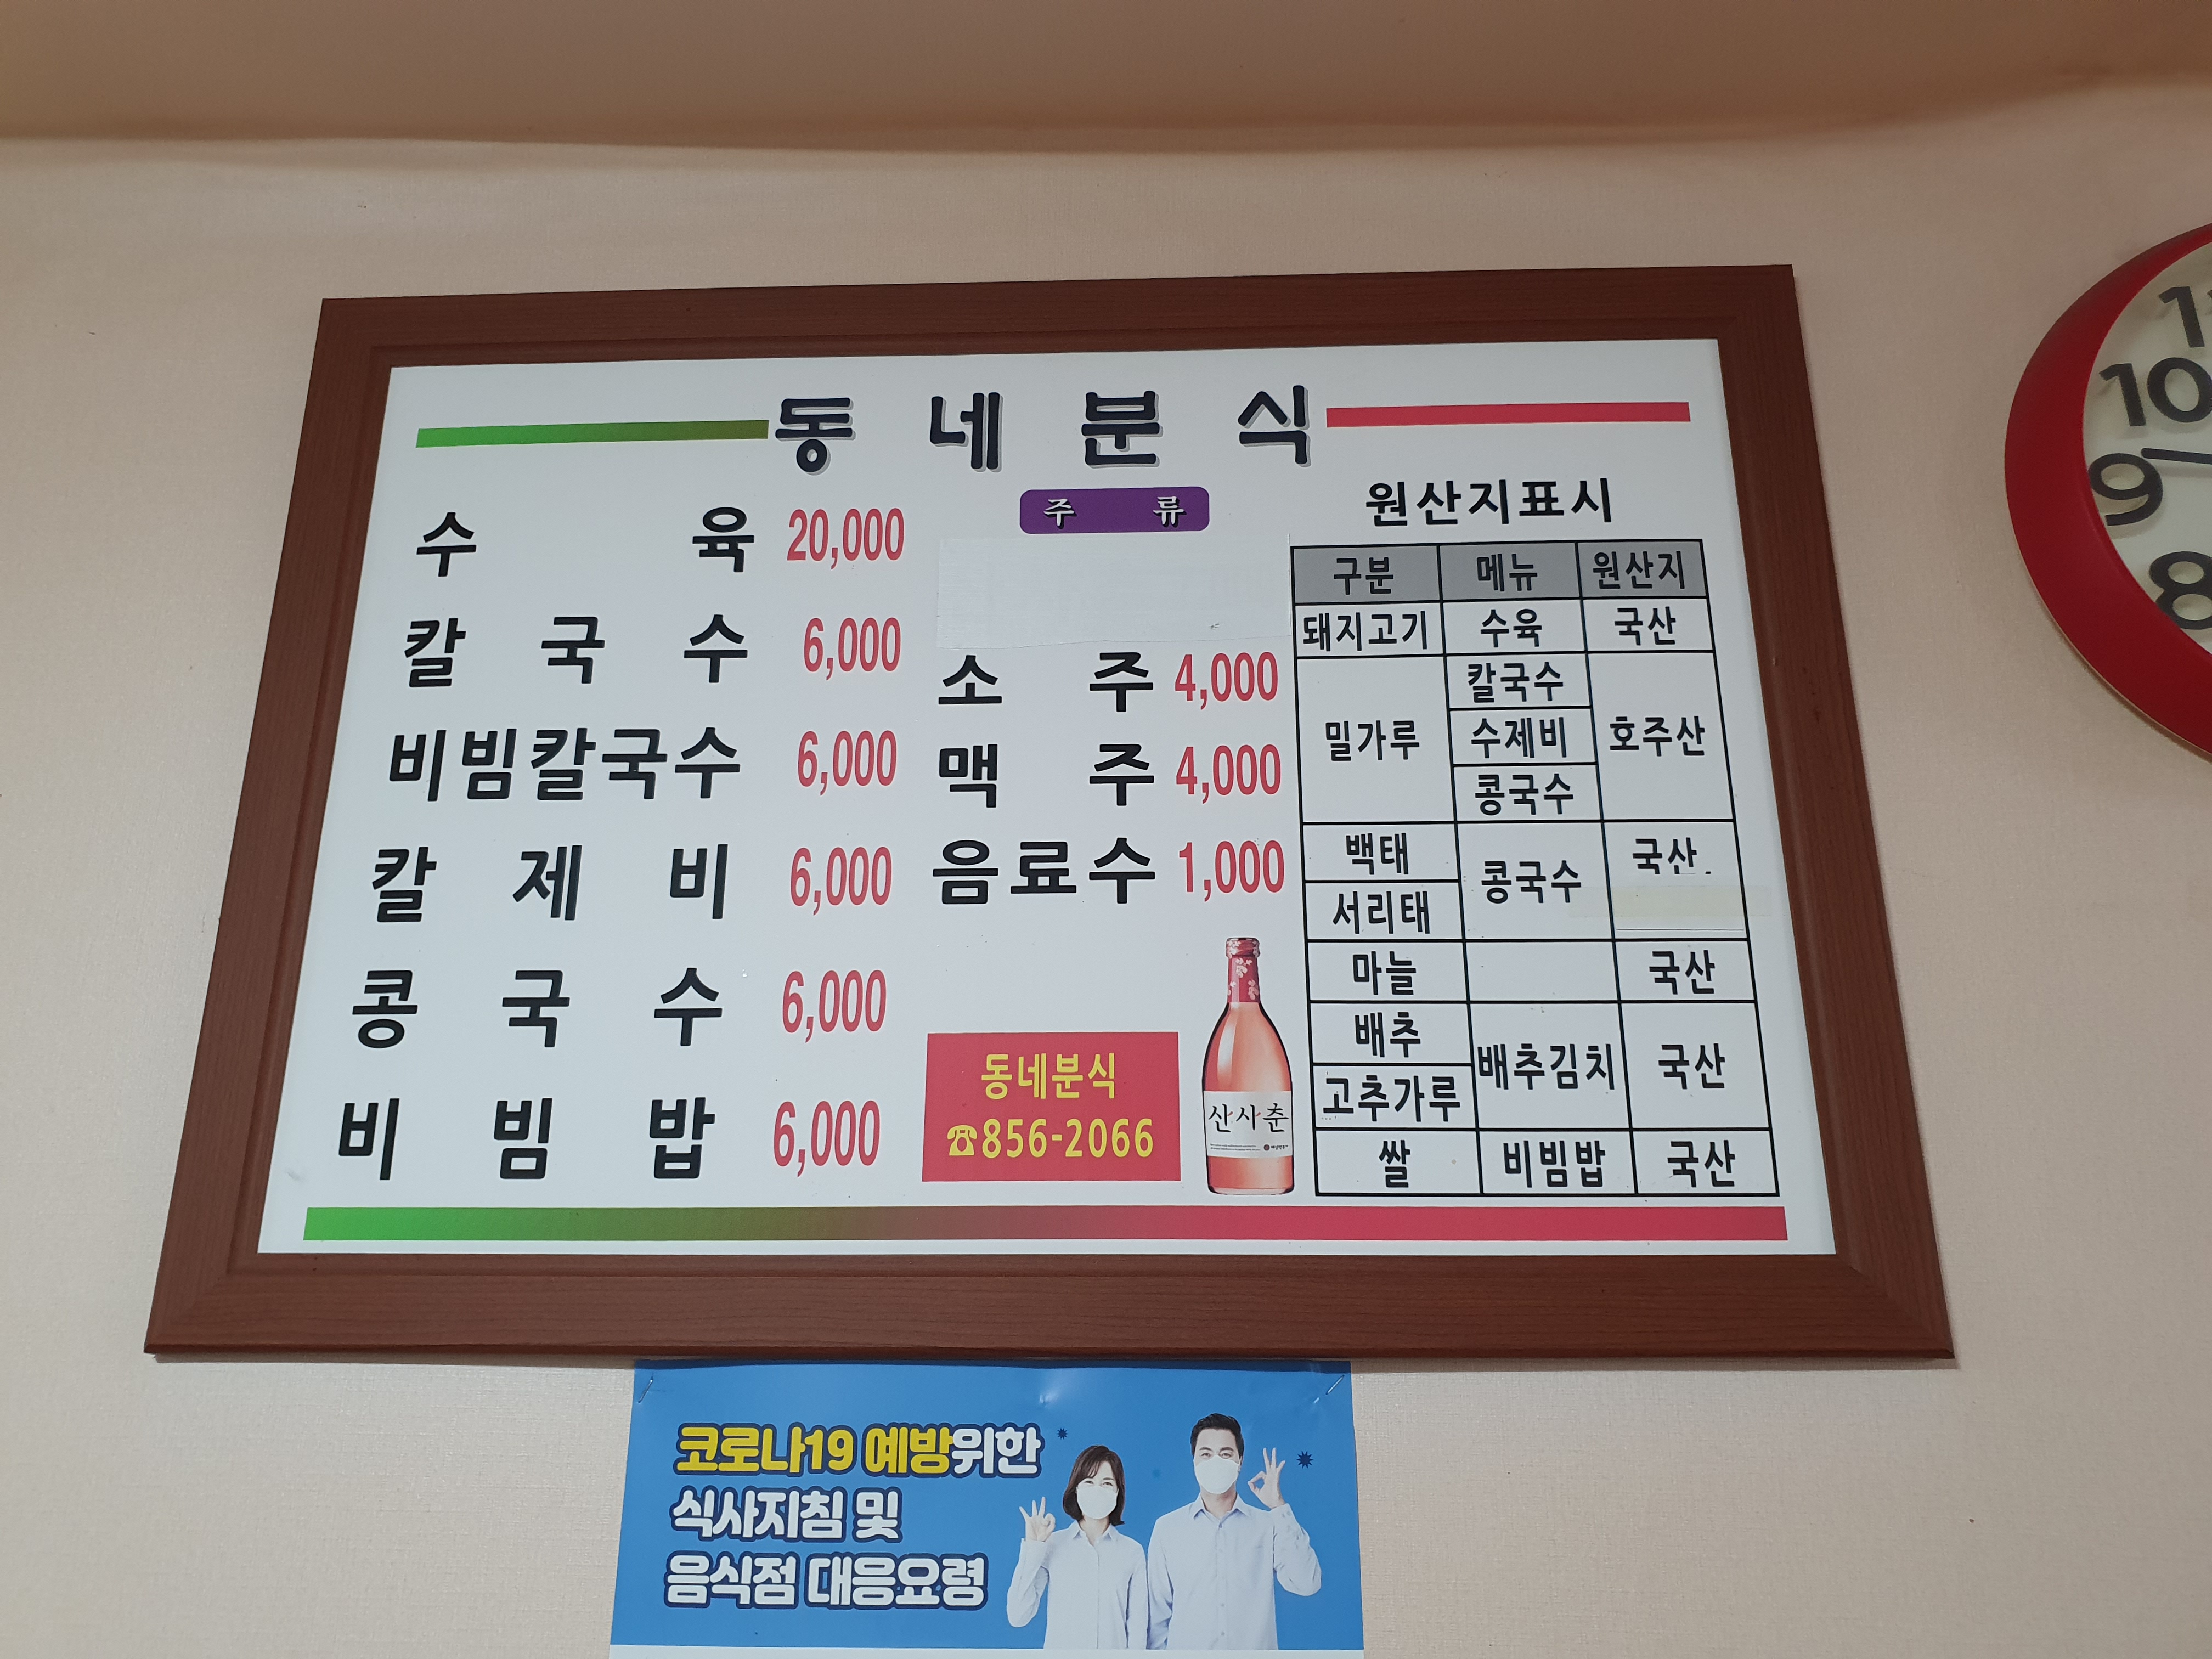 동네분식
수육 20,000
칼국수 6,000
비빔칼국수 6,000
칼제비 6,000
콩국수 6,000
비빔밥 6,000
주류
소주 4,000
맥주 4,000
음료수 1,000
동네분식
☎856-2066
산사춘
원산지표시
구분 메뉴 원산지
돼지고기 수육 국산
밀가루 칼국수 호주산
수제비
콩국수
백태 콩국수 국산
서리태
마늘 국산
배추 배추김치 국산
고추가루
쌀 비빔밥 국산
10
9
8
코로나19 예방위한
식사지침 및
음식점 대응요령